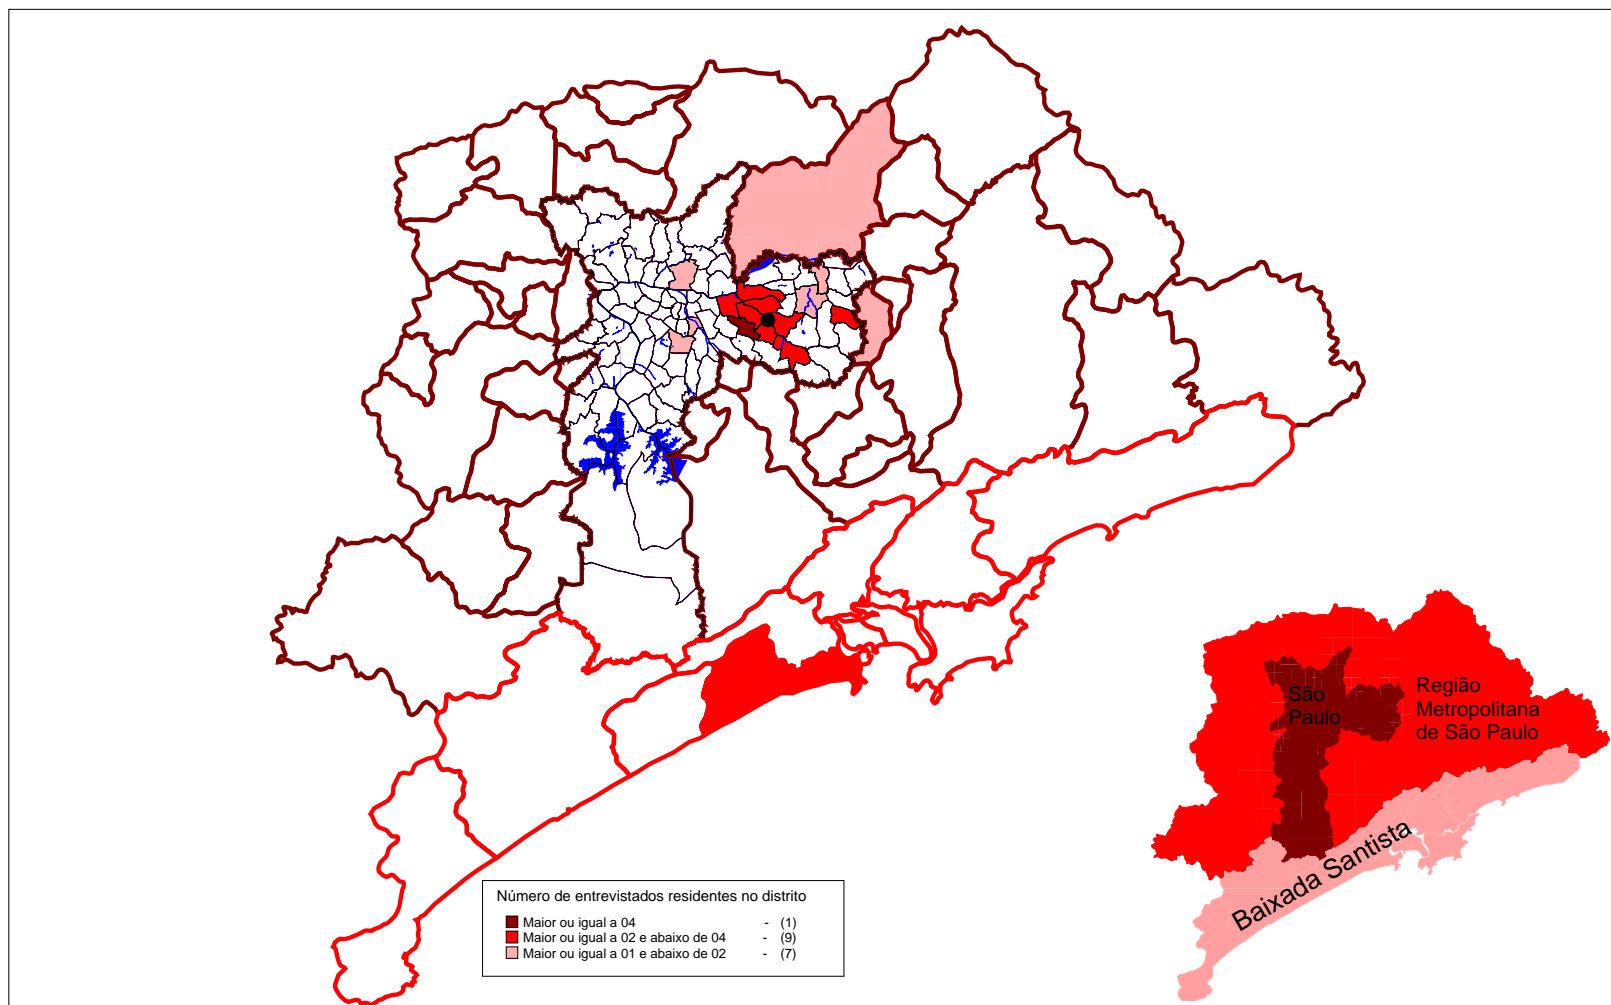 São
Paulo
Região
Metropolitana
de São Paulo
Baixada Santista
Número de entrevistados residentes no distrito
Maior ou igual a 04 - (1)
Maior ou igual a 02 e abaixo de 04 - (9)
Maior ou igual a 01 e abaixo de 02 - (7)